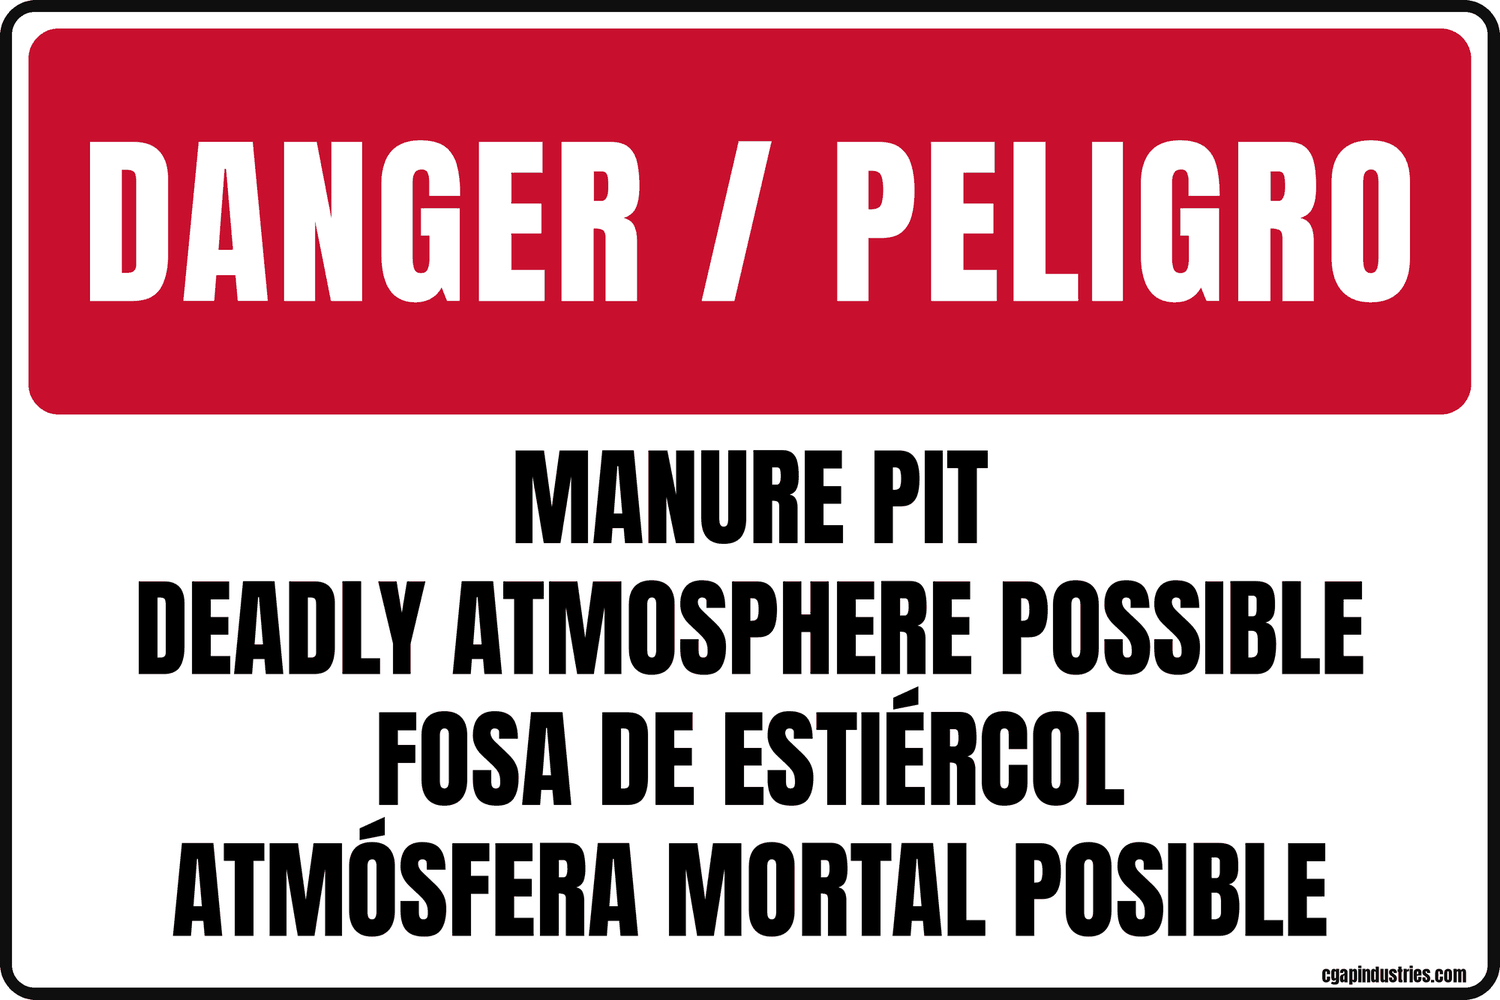 DANGER / PELIGRO
MANURE PIT
DEADLY ATMOSPHERE POSSIBLE
FOSA DE ESTIÉRCOL
ATMÓSFERA MORTAL POSIBLE
cgapindustries.com